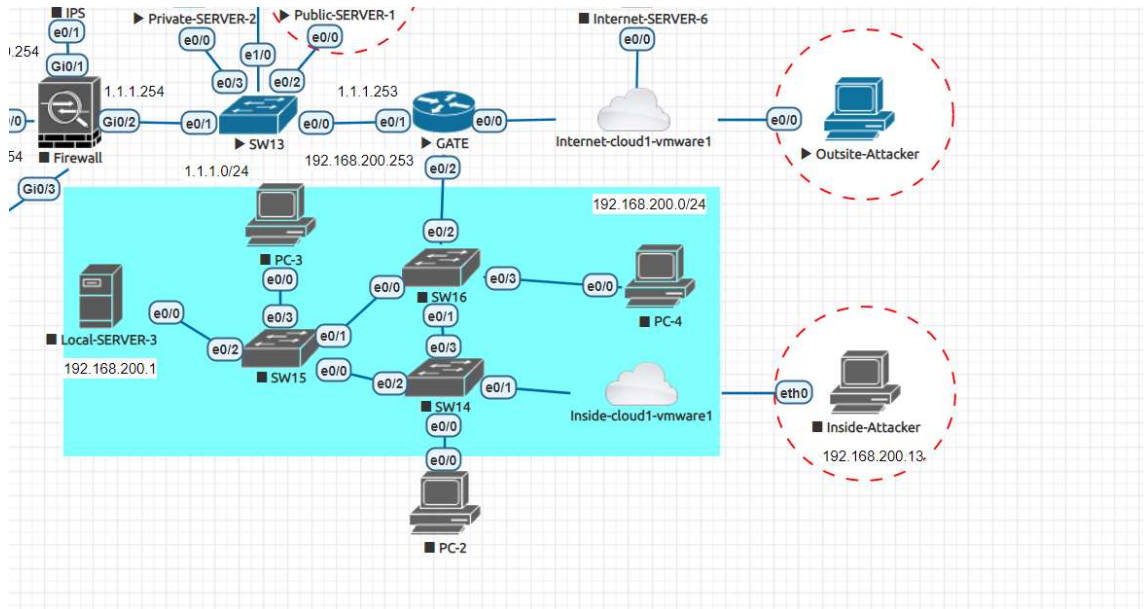 IPS
Private-SERVER-2
Public-SERVER-1
Internet-SERVER-6
e0/1
e0/0
e0/0
e0/0
.254
Gi0/1
e1/0
e0/3
e0/2
1.1.1.254
1.1.1.253
/0
Gi0/2
e0/1
e0/0
e0/1
e0/0
e0/0
SW13
GATE
Internet-cloud1-vmware1
Outsite-Attacker
54
Firewall
1.1.1.0/24
192.168.200.253
e0/2
Gi0/3
192.168.200.0/24
e0/2
PC-3
e0/0
e0/0
e0/3
e0/0
SW16
PC-4
e0/0
e0/3
e0/1
e0/1
Local-SERVER-3
e0/2
e0/3
192.168.200.1
SW15
e0/0
e0/2
e0/1
eth0
SW14
Inside-cloud1-vmware1
e0/0
Inside-Attacker
e0/0
192.168.200.13
PC-2